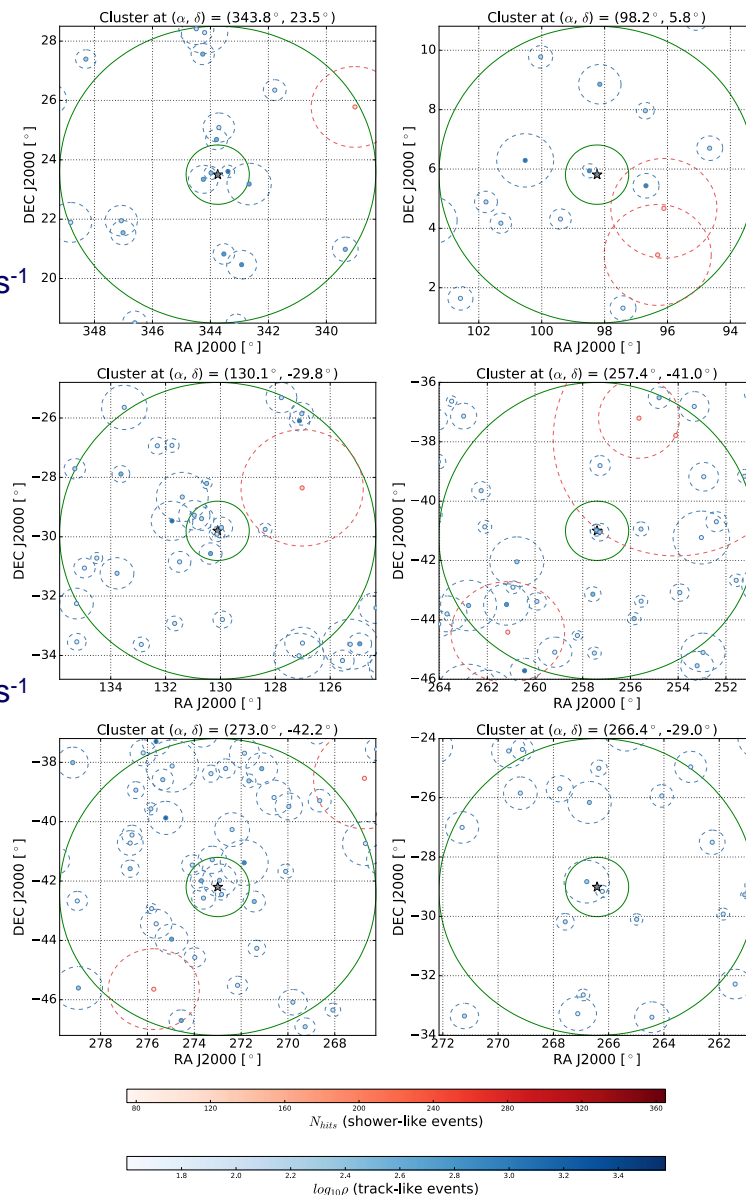 Cluster at (α, δ) = (343.8°, 23.5°)
28
26
24
22
20
DEC J2000 [°]
348 346 344 342 340
RA J2000 [°]
Cluster at (α, δ) = (98.2°, 5.8°)
10
8
6
4
2
DEC J2000 [°]
102 100 98 96 94
RA J2000 [°]
s-1
Cluster at (α, δ) = (130.1°, -29.8°)
−26
−28
−30
−32
−34
DEC J2000 [°]
134 132 130 128 126
RA J2000 [°]
Cluster at (α, δ) = (257.4°, -41.0°)
−36
−38
−40
−42
−44
−46
DEC J2000 [°]
264 262 260 258 256 254 252
RA J2000 [°]
s-1
Cluster at (α, δ) = (273.0°, -42.2°)
−38
−40
−42
−44
−46
DEC J2000 [°]
278 276 274 272 270 268
RA J2000 [°]
Cluster at (α, δ) = (266.4°, -29.0°)
−24
−26
−28
−30
−32
−34
DEC J2000 [°]
272 270 268 266 264 262
RA J2000 [°]
80 120 160 200 240 280 320 360
Nhits (shower-like events)
1.8 2.0 2.2 2.4 2.6 2.8 3.0 3.2 3.4
log10ρ (track-like events)